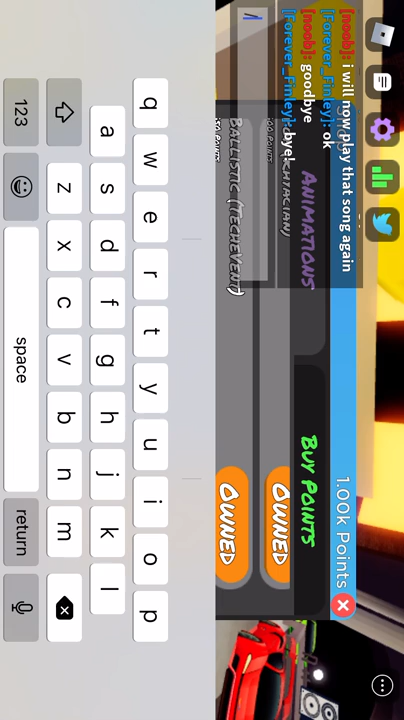 [noob]: i will now play that song again
[Forever_Finley]: ok
[noob]: goodbye
[Forever_Finley]: bye!
1.00k Points
ANIMATIONS
BUY POINTS
OWNED
BALLISTIC (TECHEVENT)
OWNED
q w e r t y u i o p
a s d f g h j k l
z x c v b n m
123
space
return